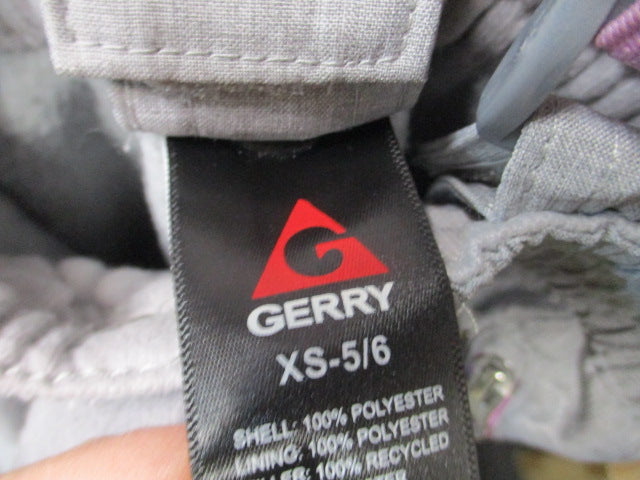 GERRY
XS-5/6
SHELL: 100% POLYESTER
LINING: 100% POLYESTER
100% RECYCLED